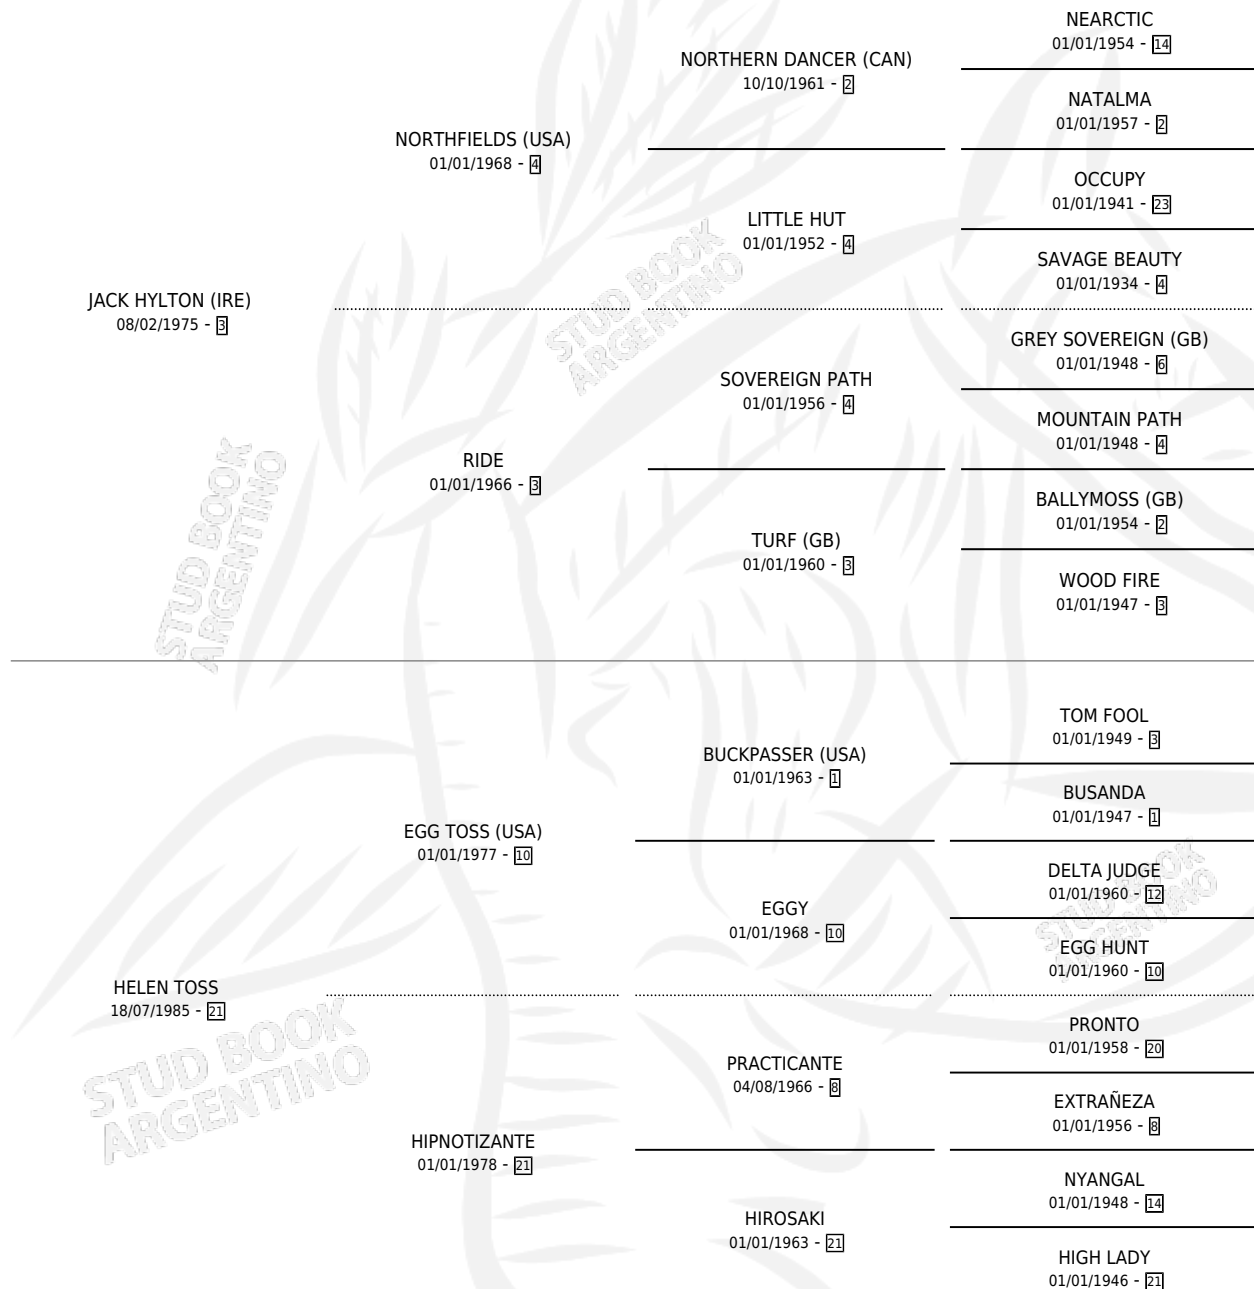 NEARCTIC
01/01/1954 - 14
NORTHERN DANCER (CAN)
10/10/1961 - 2
NATALMA
01/01/1957 - 2
NORTHFIELDS (USA)
01/01/1968 - 4
OCCUPY
01/01/1941 - 23
LITTLE HUT
01/01/1952 - 4
SAVAGE BEAUTY
01/01/1934 - 4
JACK HYLTON (IRE)
08/02/1975 - 3
GREY SOVEREIGN (GB)
01/01/1948 - 6
SOVEREIGN PATH
01/01/1956 - 4
MOUNTAIN PATH
01/01/1948 - 4
RIDE
01/01/1966 - 3
BALLYMOSS (GB)
01/01/1954 - 2
TURF (GB)
01/01/1960 - 3
WOOD FIRE
01/01/1947 - 3
TOM FOOL
01/01/1949 - 3
BUCKPASSER (USA)
01/01/1963 - 1
BUSANDA
01/01/1947 - 1
EGG TOSS (USA)
01/01/1977 - 10
DELTA JUDGE
01/01/1960 - 12
EGGY
01/01/1968 - 10
EGG HUNT
01/01/1960 - 10
HELEN TOSS
18/07/1985 - 21
PRONTO
01/01/1958 - 20
PRACTICANTE
04/08/1966 - 8
EXTRAÑEZA
01/01/1956 - 8
HIPNOTIZANTE
01/01/1978 - 21
NYANGAL
01/01/1948 - 14
HIROSAKI
01/01/1963 - 21
HIGH LADY
01/01/1946 - 21
STUD BOOK
ARGENTINO
STUD BOOK
ARGENTINO
STUD BOOK
ARGENTINO
STUD BOOK
ARGENTINO